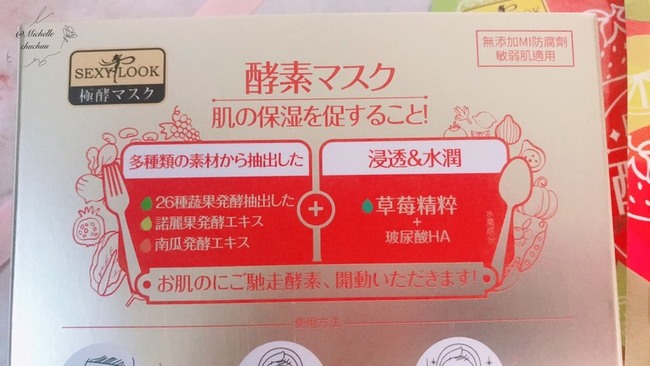 @Michelle
chuchuu
SEXYLOOK
極酵マスク
無添加MI防腐劑
敏弱肌適用
酵素マスク
肌の保湿を促すること!
多種類の素材から抽出した
26種蔬果発酵抽出した
諾麗果発酵エキス
南瓜発酵エキス
+
浸透&水潤
草莓精粹
+
玻尿酸HA
お肌のにご馳走酵素、開動いただきます!
使用方法